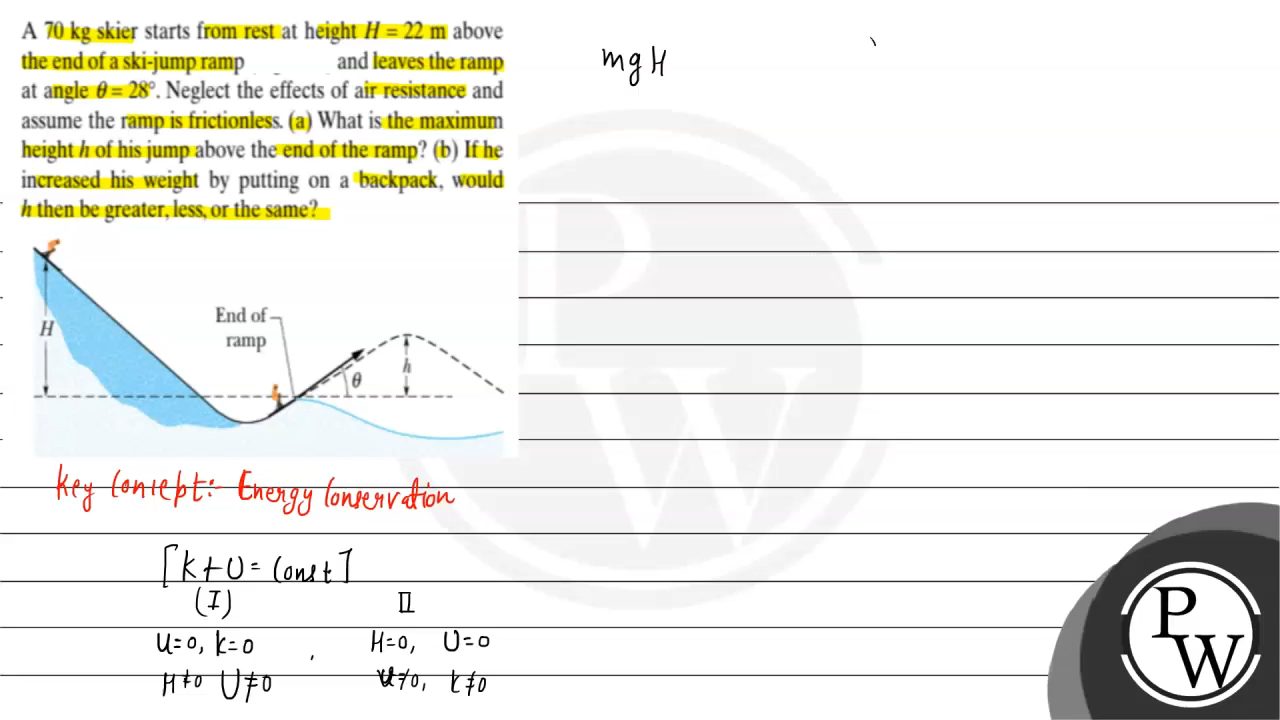 A 70 kg skier starts from rest at height H = 22 m above
the end of a ski-jump ramp and leaves the ramp
at angle θ = 28°. Neglect the effects of air resistance and
assume the ramp is frictionless. (a) What is the maximum
height h of his jump above the end of the ramp? (b) If he
increased his weight by putting on a backpack, would
h then be greater, less, or the same?
mgH
H
End of
ramp
θ
h
Key Concept:- Energy Conservation
[K+U = Const]
(I) II
u=0, k=0 , H=0, U=0
H≠0 U≠0 v≠0, K≠0
PW
PW